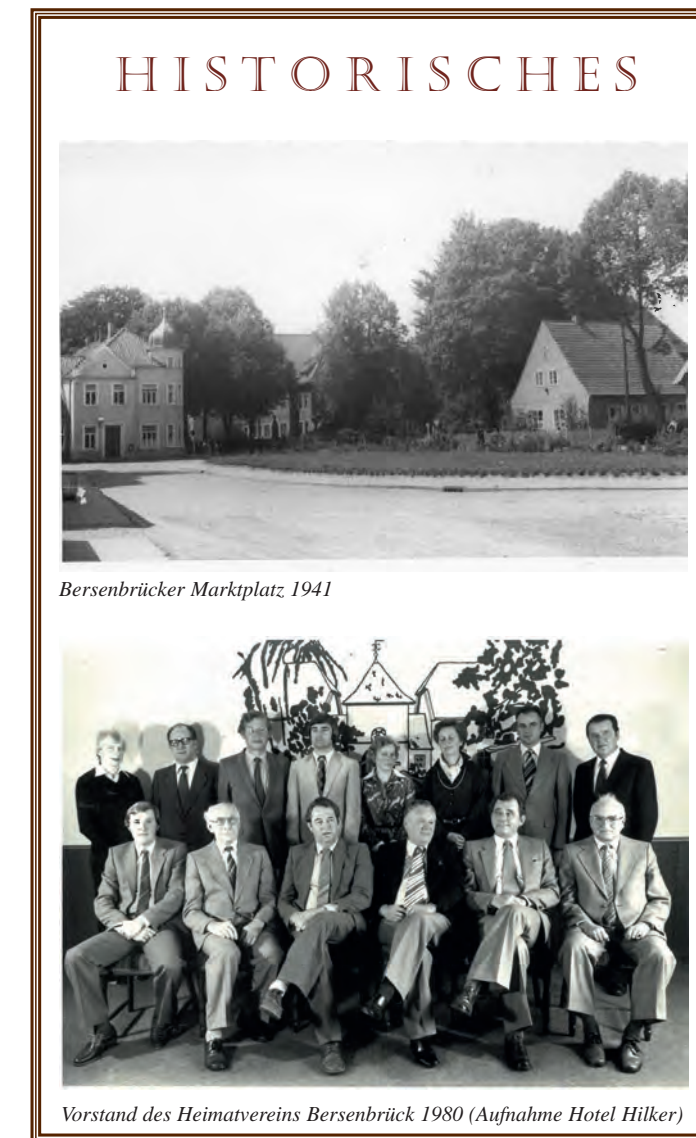 HISTORISCHES
Bersenbrücker Marktplatz 1941
Vorstand des Heimatvereins Bersenbrück 1980 (Aufnahme Hotel Hilker)